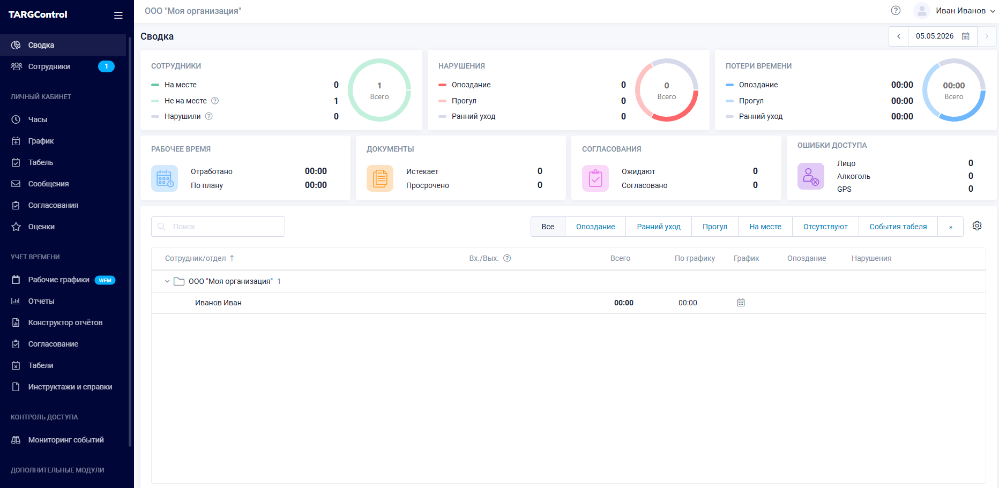 TARGControl
Сводка
Сотрудники 1
ЛИЧНЫЙ КАБИНЕТ
Часы
График
Табель
Сообщения
Согласования
Оценки
УЧЕТ ВРЕМЕНИ
Рабочие графики WFM
Отчеты
Конструктор отчётов
Согласование
Табели
Инструктажи и справки
КОНТРОЛЬ ДОСТУПА
Мониторинг событий
ДОПОЛНИТЕЛЬНЫЕ МОДУЛИ
ООО "Моя организация"
? Иван Иванов
Сводка
05.05.2026
СОТРУДНИКИ
На месте 0
Не на месте ? 1
Нарушили ? 0
1
Всего
НАРУШЕНИЯ
Опоздание 0
Прогул 0
Ранний уход 0
0
Всего
ПОТЕРИ ВРЕМЕНИ
Опоздание 00:00
Прогул 00:00
Ранний уход 00:00
00:00
Всего
РАБОЧЕЕ ВРЕМЯ
Отработано 00:00
По плану 00:00
ДОКУМЕНТЫ
Истекает 0
Просрочено 0
СОГЛАСОВАНИЯ
Ожидают 0
Согласовано 0
ОШИБКИ ДОСТУПА
Лицо 0
Алкоголь 0
GPS 0
Поиск
Все Опоздание Ранний уход Прогул На месте Отсутствуют События табеля »
Сотрудник/отдел ↑ Вх./Вых. ? Всего По графику График Опоздание Нарушения
ООО "Моя организация" 1
Иванов Иван 00:00 00:00